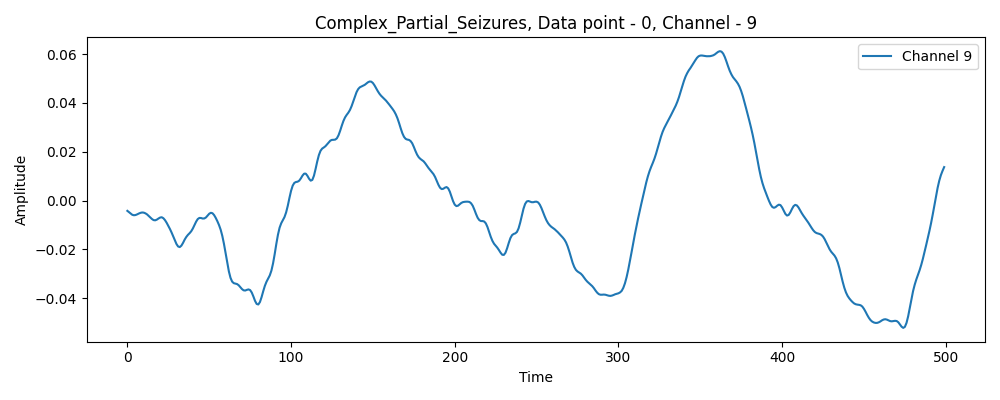 Complex_Partial_Seizures, Data point - 0, Channel - 9
Channel 9
0.06
0.04
0.02
0.00
−0.02
−0.04
Amplitude
0 100 200 300 400 500
Time